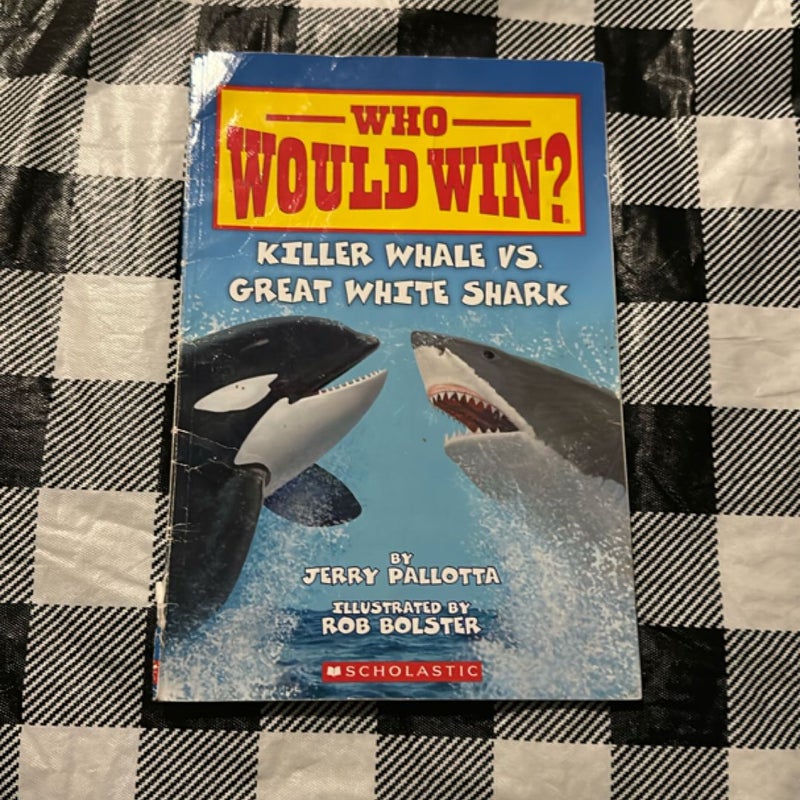 WHO
WOULD WIN?
KILLER WHALE VS.
GREAT WHITE SHARK
BY
JERRY PALLOTTA
ILLUSTRATED BY
ROB BOLSTER
SCHOLASTIC